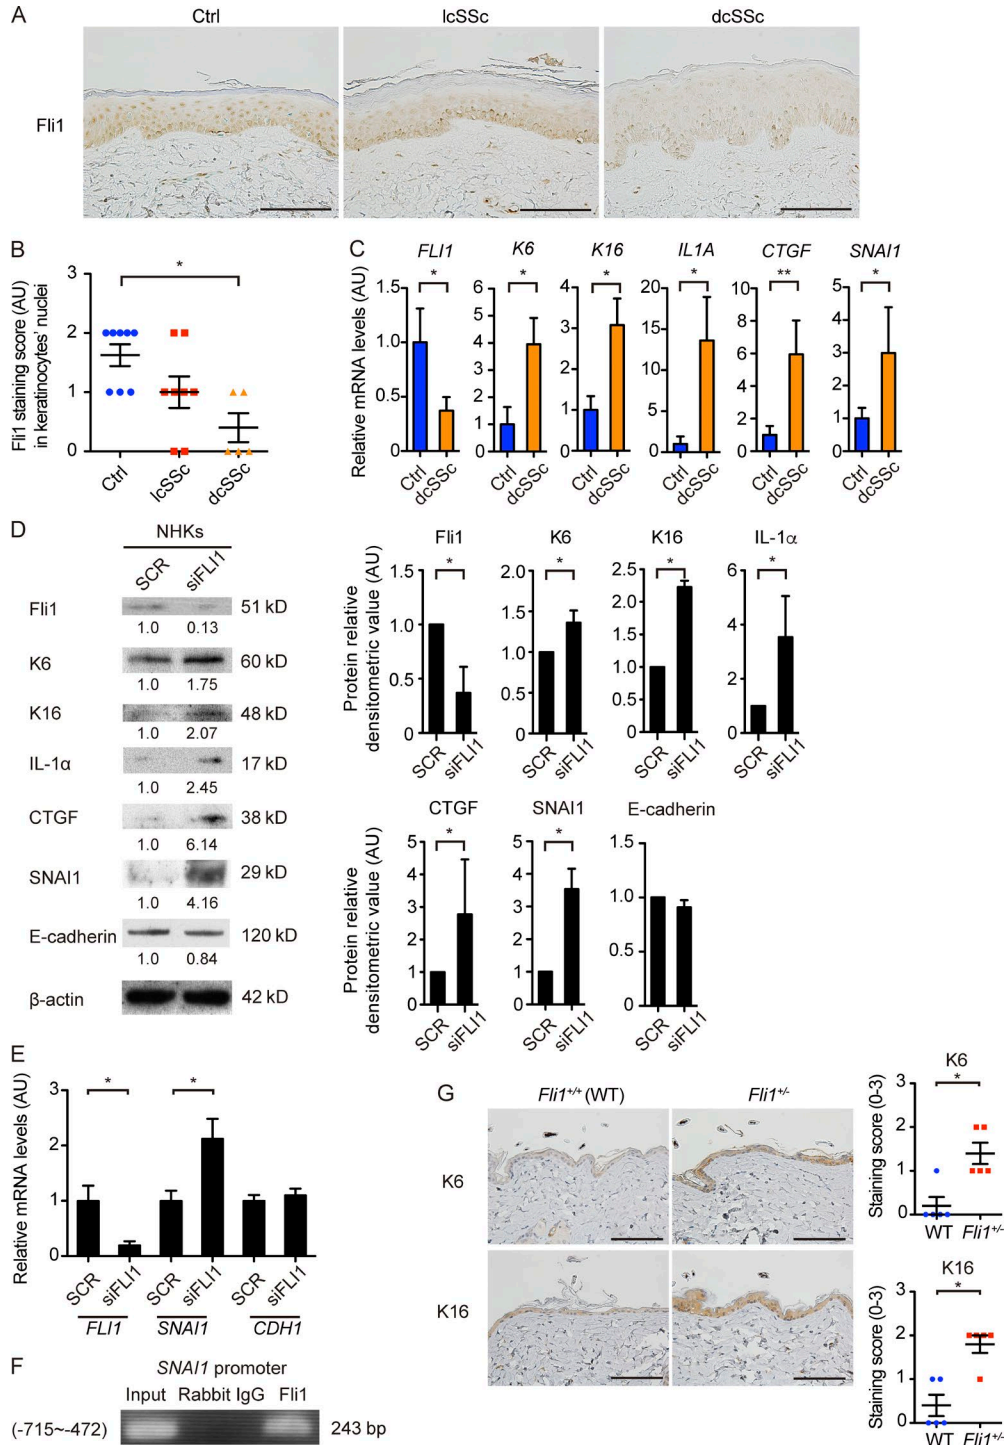 A
Ctrl
lcSSc
dcSSc
Fli1
B
Fli1 staining score (AU)
in keratinocytes' nuclei
3
2
1
0
*
Ctrl
lcSSc
dcSSc
C
Relative mRNA levels (AU)
FLI1
*
1.5
1.0
0.5
0
Ctrl
dcSSc
K6
*
6
5
4
3
2
1
0
Ctrl
dcSSc
K16
*
4
3
2
1
0
Ctrl
dcSSc
IL1A
*
20
15
10
5
0
Ctrl
dcSSc
CTGF
**
10
8
6
4
2
0
Ctrl
dcSSc
SNAI1
*
5
4
3
2
1
0
Ctrl
dcSSc
D
NHKs
SCR
siFLI1
Fli1
51 kD
1.0 0.13
K6
60 kD
1.0 1.75
K16
48 kD
1.0 2.07
IL-1α
17 kD
1.0 2.45
CTGF
38 kD
1.0 6.14
SNAI1
29 kD
1.0 4.16
E-cadherin
120 kD
1.0 0.84
β-actin
42 kD
Protein relative
densitometric value (AU)
Fli1
*
1.5
1.0
0.5
0
SCR
siFLI1
K6
*
2.0
1.5
1.0
0.5
0
SCR
siFLI1
K16
*
2.5
2.0
1.5
1.0
0.5
0
SCR
siFLI1
IL-1α
*
6
4
2
0
SCR
siFLI1
Protein relative
densitometric value (AU)
CTGF
*
5
4
3
2
1
0
SCR
siFLI1
SNAI1
*
5
4
3
2
1
0
SCR
siFLI1
E-cadherin
1.5
1.0
0.5
0
SCR
siFLI1
E
Relative mRNA levels (AU)
3
2
1
0
*
*
SCR
siFLI1
SCR
siFLI1
SCR
siFLI1
FLI1
SNAI1
CDH1
F
SNAI1 promoter
Input Rabbit IgG Fli1
(-715~-472)
243 bp
G
Fli1+/+ (WT)
Fli1+/-
K6
K16
K6
*
Staining score (0-3)
3
2
1
0
WT Fli1+/-
K16
*
Staining score (0-3)
3
2
1
0
WT Fli1+/-